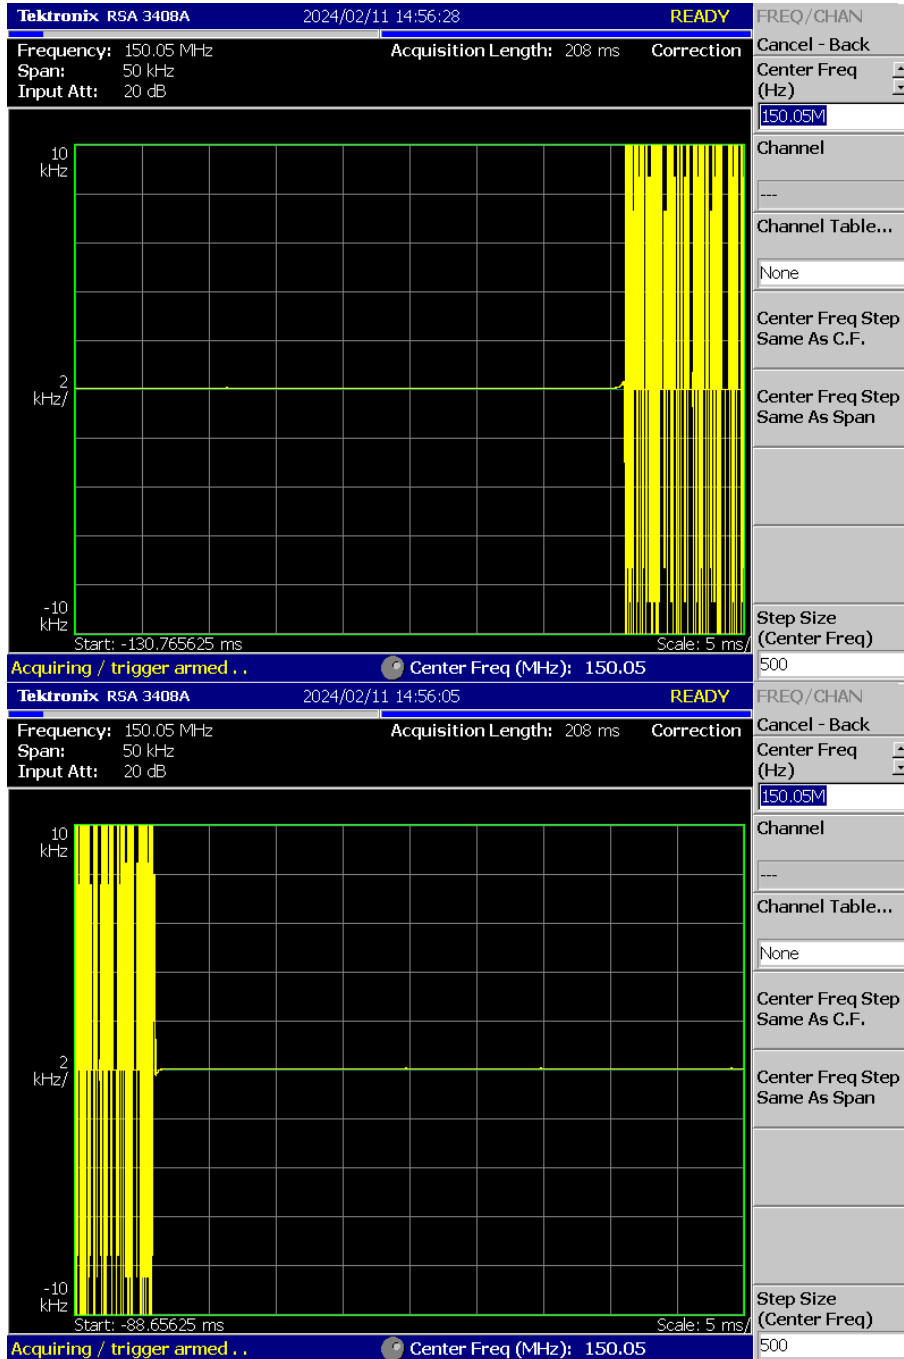 Tektronix RSA 3408A 2024/02/11 14:56:28 READY FREQ/CHAN
Frequency: 150.05 MHz Acquisition Length: 208 ms Correction
Span: 50 kHz
Input Att: 20 dB
Cancel - Back
Center Freq
(Hz)
150.05M
Channel
---
Channel Table...
None
Center Freq Step
Same As C.F.
Center Freq Step
Same As Span
Step Size
(Center Freq)
500
10
kHz
2
kHz/
-10
kHz
Start: -130.765625 ms Scale: 5 ms/
Acquiring / trigger armed . . Center Freq (MHz): 150.05
Tektronix RSA 3408A 2024/02/11 14:56:05 READY FREQ/CHAN
Frequency: 150.05 MHz Acquisition Length: 208 ms Correction
Span: 50 kHz
Input Att: 20 dB
Cancel - Back
Center Freq
(Hz)
150.05M
Channel
---
Channel Table...
None
Center Freq Step
Same As C.F.
Center Freq Step
Same As Span
Step Size
(Center Freq)
500
10
kHz
2
kHz/
-10
kHz
Start: -88.65625 ms Scale: 5 ms/
Acquiring / trigger armed . . Center Freq (MHz): 150.05